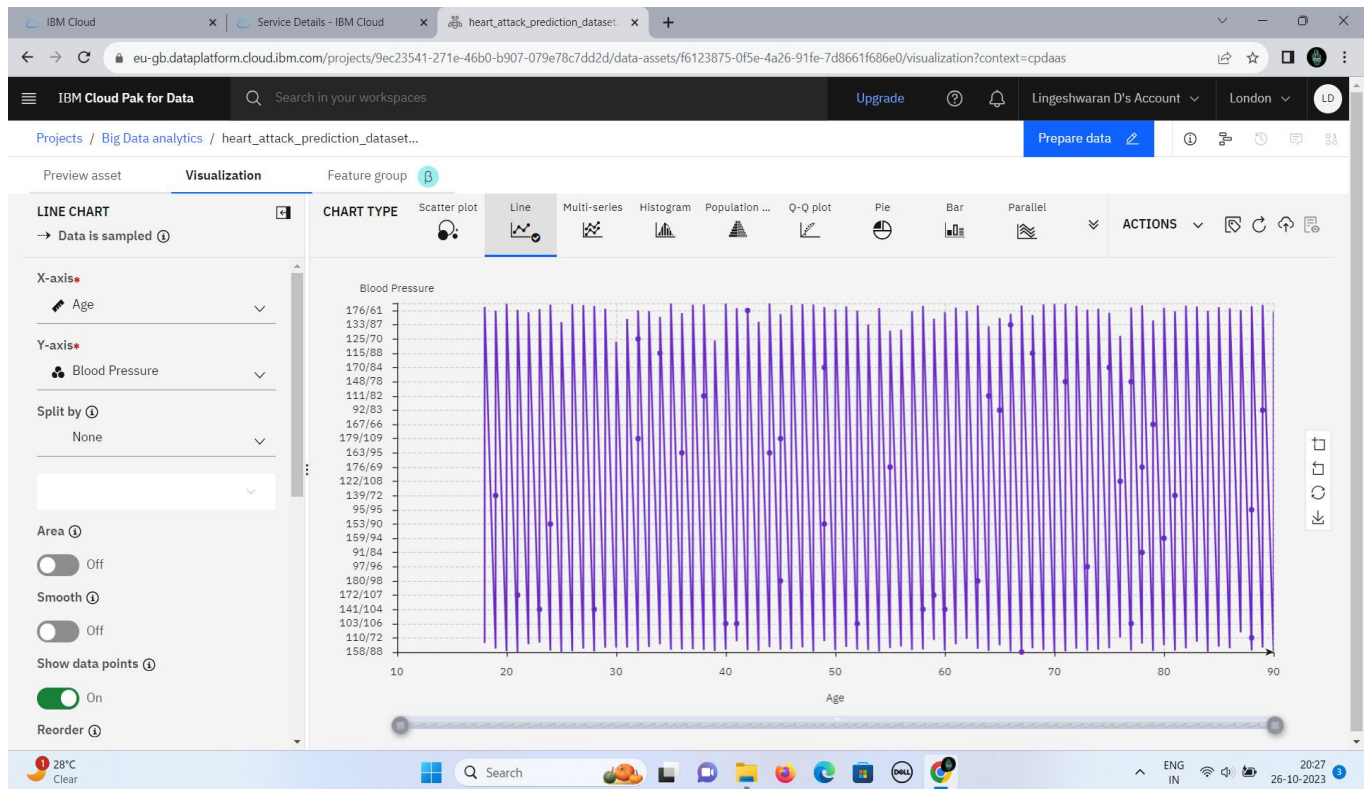 IBM Cloud
Service Details - IBM Cloud
heart_attack_prediction_dataset.
eu-gb.dataplatform.cloud.ibm.com/projects/9ec23541-271e-46b0-b907-079e78c7dd2d/data-assets/f6123875-0f5e-4a26-91fe-7d8661f686e0/visualization?context=cpdaas
IBM Cloud Pak for Data
Search in your workspaces
Upgrade
Lingeshwaran D's Account
London
LD
Projects / Big Data analytics / heart_attack_prediction_dataset...
Prepare data
Preview asset
Visualization
Feature group β
LINE CHART
Data is sampled
CHART TYPE
Scatter plot
Line
Multi-series
Histogram
Population ...
Q-Q plot
Pie
Bar
Parallel
ACTIONS
X-axis*
Age
Y-axis*
Blood Pressure
Split by
None
Area
Off
Smooth
Off
Show data points
On
Reorder
Blood Pressure
176/61
133/87
125/70
115/88
170/84
148/78
111/82
92/83
167/66
179/109
163/95
176/69
122/108
139/72
95/95
153/90
159/94
91/84
97/96
180/98
172/107
141/104
103/106
110/72
158/88
10 20 30 40 50 60 70 80 90
Age
1
28°C
Clear
Search
DELL
ENG
IN
20:27
26-10-2023
3